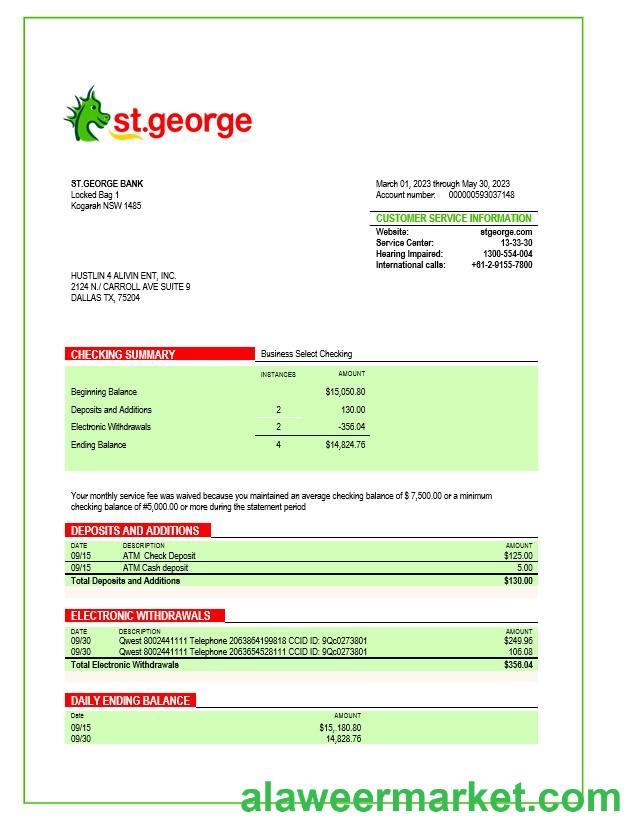 st.george
ST.GEORGE BANK
Locked Bag 1
Kogarah NSW 1485
March 01, 2023 through May 30, 2023
Account number: 000000593037148
CUSTOMER SERVICE INFORMATION
Website: stgeorge.com
Service Center: 13-33-30
Hearing Impaired: 1300-554-004
International calls: +61-2-9155-7800
HUSTLIN 4 ALIVIN ENT, INC.
2124 N./ CARROLL AVE SUITE 9
DALLAS TX, 75204
CHECKING SUMMARY Business Select Checking
INSTANCES AMOUNT
Beginning Balance $15,050.80
Deposits and Additions 2 130.00
Electronic Withdrawals 2 -356.04
Ending Balance 4 $14,824.76
Your monthly service fee was waived because you maintained an average checking balance of $ 7,500.00 or a minimum
checking balance of #5,000.00 or more during the statement period
DEPOSITS AND ADDITIONS
DATE DESCRIPTION AMOUNT
09/15 ATM Check Deposit $125.00
09/15 ATM Cash deposit 5.00
Total Deposits and Additions $130.00
ELECTRONIC WITHDRAWALS
DATE DESCRIPTION AMOUNT
09/30 Qwest 8002441111 Telephone 2063864199818 CCID ID: 9Qc0273801 $249.96
09/30 Qwest 8002441111 Telephone 2063654528111 CCID ID: 9Qc0273801 106.08
Total Electronic Withdrawals $356.04
DAILY ENDING BALANCE
Date AMOUNT
09/15 $15,.180.80
09/30 14,828.76
alaweermarket.com